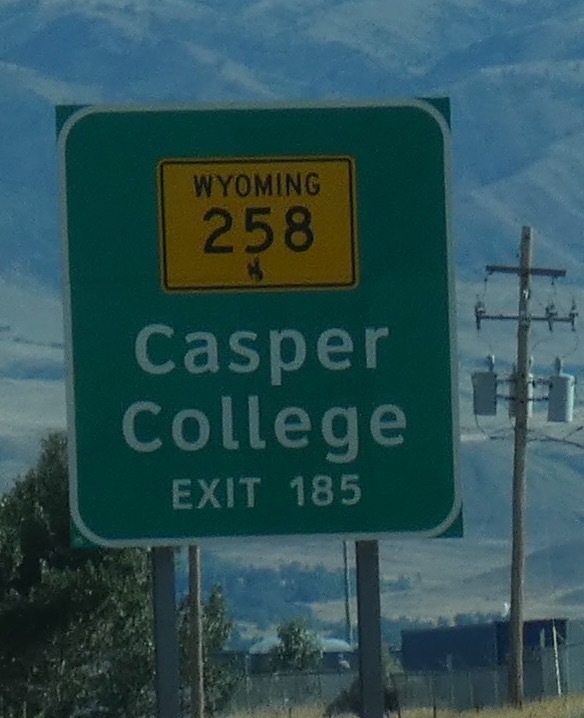 WYOMING
258
Casper
College
EXIT 185